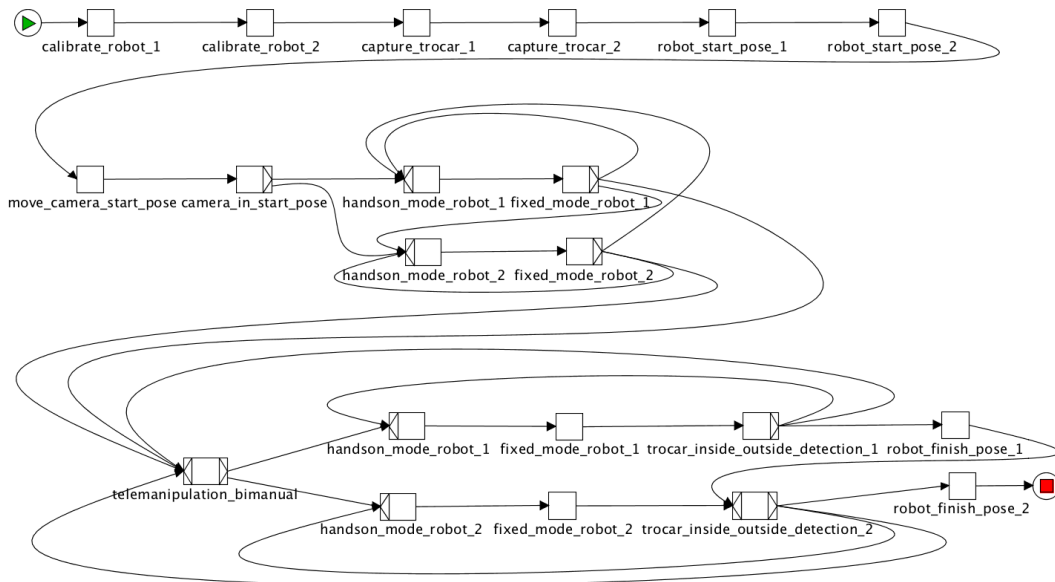 calibrate_robot_1 calibrate_robot_2 capture_trocar_1 capture_trocar_2 robot_start_pose_1 robot_start_pose_2
move_camera_start_pose camera_in_start_pose handson_mode_robot_1 fixed_mode_robot_1
handson_mode_robot_2 fixed_mode_robot_2
handson_mode_robot_1 fixed_mode_robot_1 trocar_inside_outside_detection_1 robot_finish_pose_1
telemanipulation_bimanual
robot_finish_pose_2
handson_mode_robot_2 fixed_mode_robot_2 trocar_inside_outside_detection_2